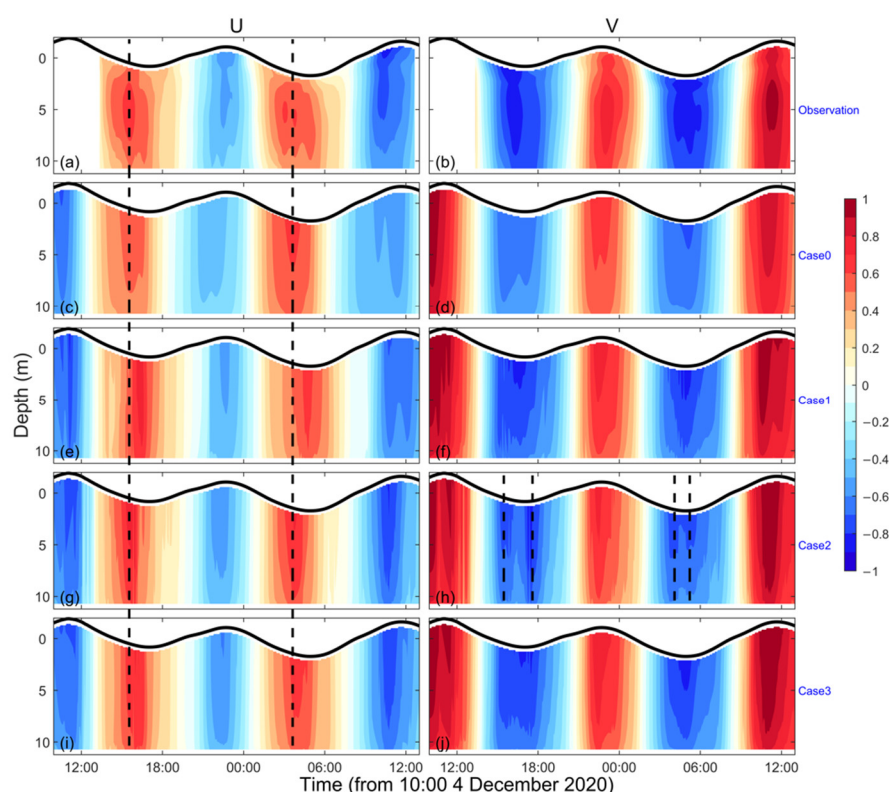 U V
0
5
10
(a) (b) Observation
0
5
10
(c) (d) Case0
0
5
10
(e) (f) Case1
0
5
10
(g) (h) Case2
0
5
10
(i) (j) Case3
Depth (m)
12:00 18:00 00:00 06:00 12:00 12:00 18:00 00:00 06:00 12:00
Time (from 10:00 4 December 2020)
1
0.8
0.6
0.4
0.2
0
−0.2
−0.4
−0.6
−0.8
−1